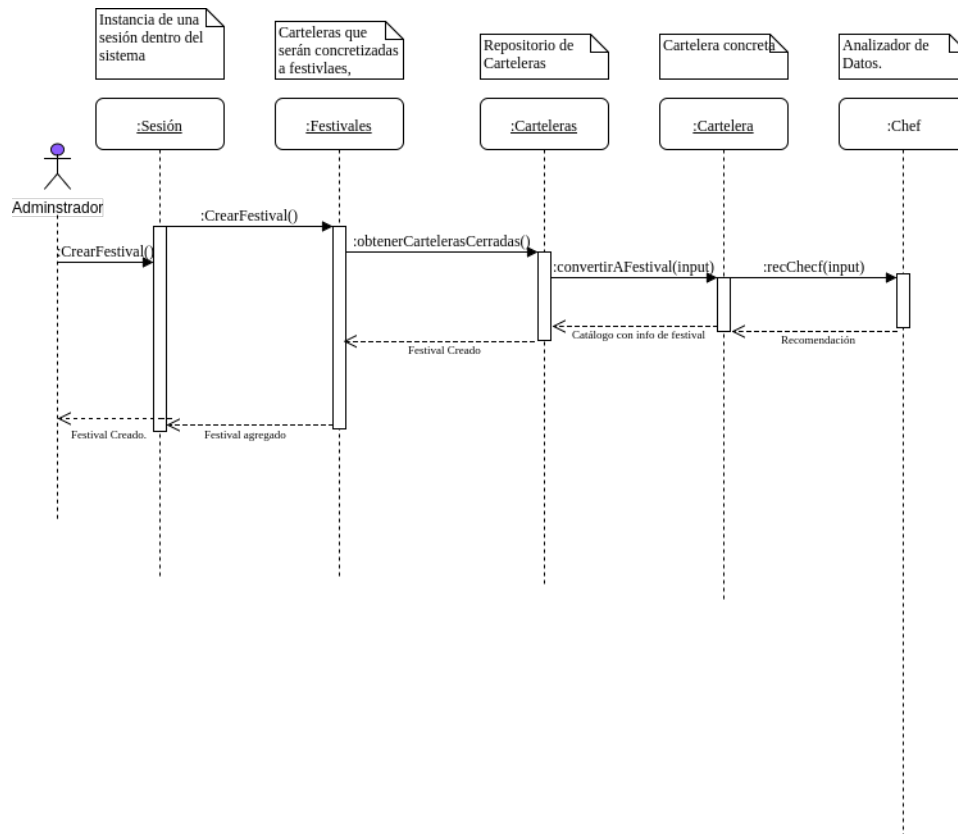 Instancia de una
sesión dentro del
sistema
Carteleras que
serán concretizadas
a festivlaes,
Repositorio de
Carteleras
Cartelera concreta
Analizador de
Datos.
:Sesión
:Festivales
:Carteleras
:Cartelera
:Chef
Adminstrador
:CrearFestival()
:CrearFestival()
:obtenerCartelerasCerradas()
:convertirAFestival(input)
:recChecf(input)
Catálogo con info de festival
Recomendación
Festival Creado
Festival Creado.
Festival agregado